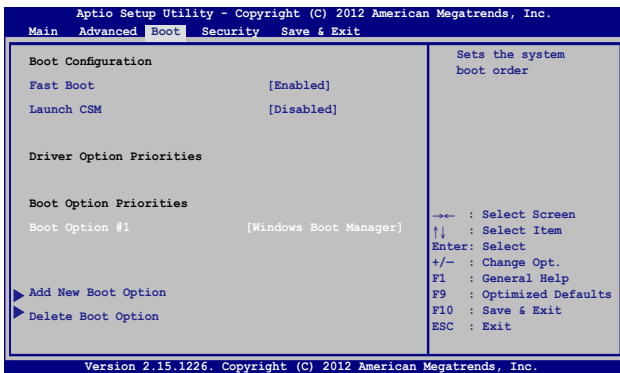 Aptio Setup Utility - Copyright (C) 2012 American Megatrends, Inc.
Main Advanced Boot Security Save & Exit
Boot Configuration
Fast Boot [Enabled]
Launch CSM [Disabled]
Driver Option Priorities
Boot Option Priorities
Boot Option #1 [Windows Boot Manager]
Add New Boot Option
Delete Boot Option
Sets the system
boot order
→← : Select Screen
↑↓ : Select Item
Enter: Select
+/— : Change Opt.
F1 : General Help
F9 : Optimized Defaults
F10 : Save & Exit
ESC : Exit
Version 2.15.1226. Copyright (C) 2012 American Megatrends, Inc.